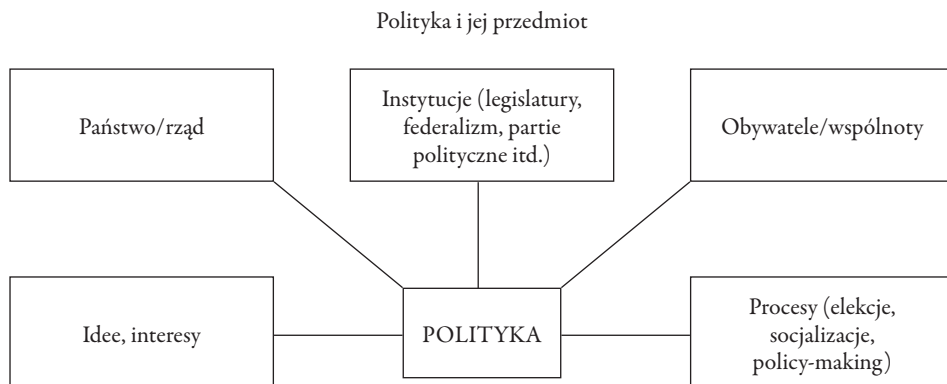 Polityka i jej przedmiot
Państwo/rząd
Instytucje (legislatury,
federalizm, partie
polityczne itd.)
Obywatele/wspólnoty
Idee, interesy
POLITYKA
Procesy (elekcje,
socjalizacje,
policy-making)